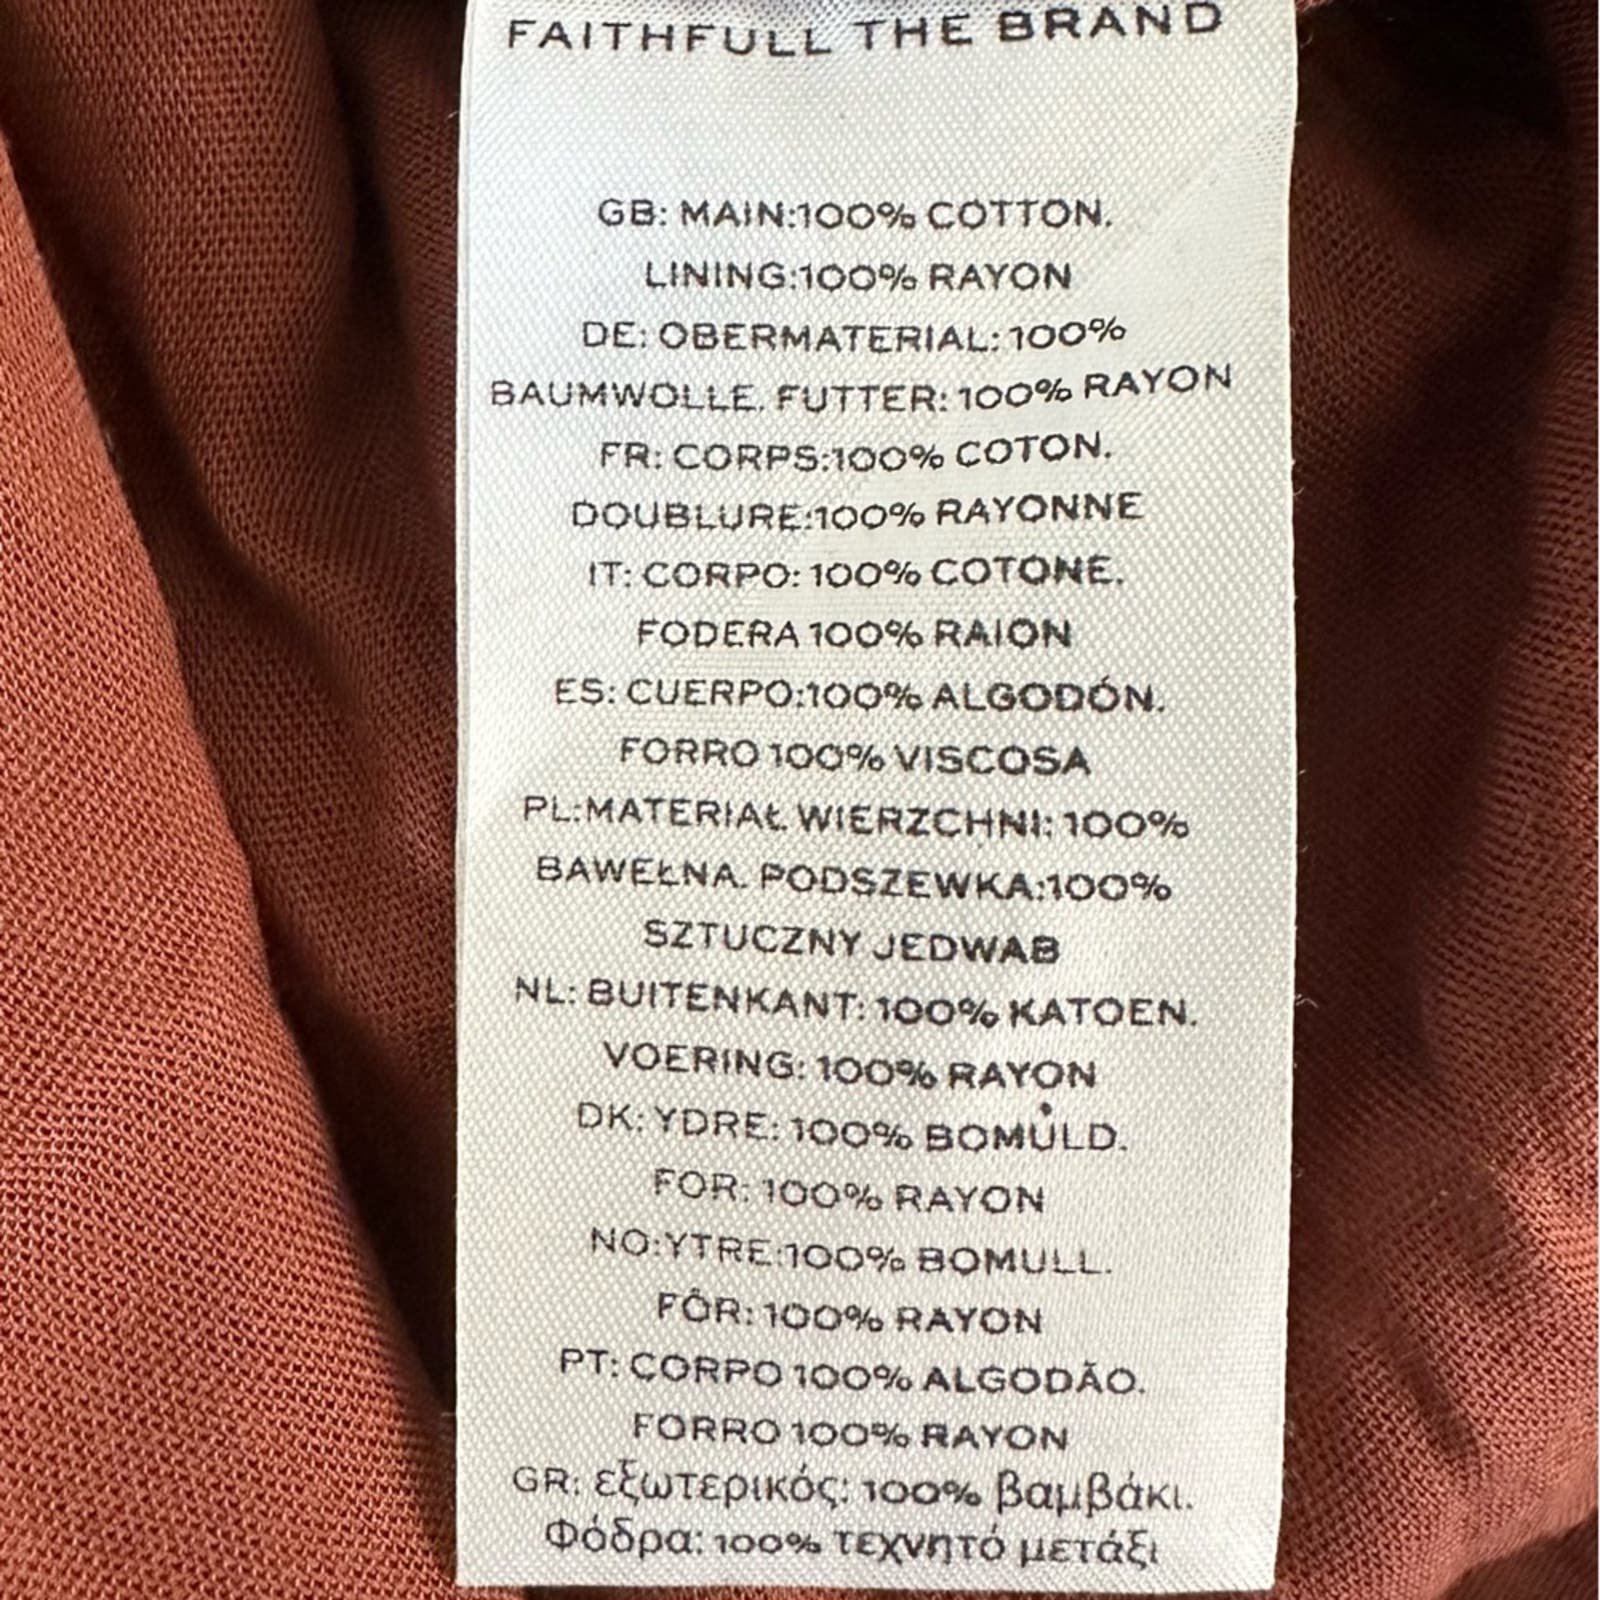 FAITHFULL THE BRAND
GB: MAIN:100% COTTON.
LINING:100% RAYON
DE: OBERMATERIAL: 100%
BAUMWOLLE. FUTTER: 100% RAYON
FR: CORPS:100% COTON.
DOUBLURE:100% RAYONNE
IT: CORPO: 100% COTONE.
FODERA 100% RAION
ES: CUERPO:100% ALGODÓN.
FORRO 100% VISCOSA
PL:MATERIAŁ WIERZCHNI: 100%
BAWEŁNA. PODSZEWKA:100%
SZTUCZNY JEDWAB
NL: BUITENKANT: 100% KATOEN.
VOERING: 100% RAYON
DK: YDRE: 100% BOMULD.
FOR: 100% RAYON
NO:YTRE:100% BOMULL.
FÔR: 100% RAYON
PT: CORPO 100% ALGODÃO.
FORRO 100% RAYON
GR: εξωτερικός: 100% βαμβάκι.
Φόδρα: 100% τεχνητό μετάξι